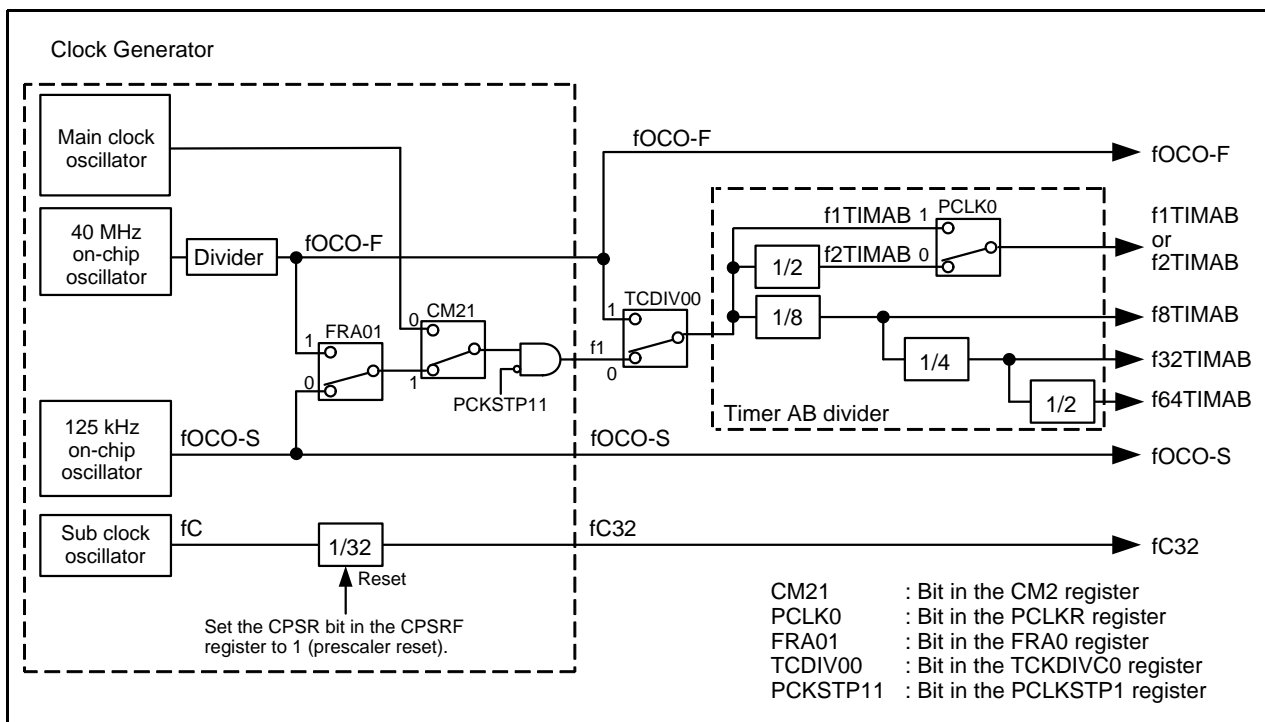 Clock Generator
Main clock
oscillator
fOCO-F
fOCO-F
40 MHz
on-chip
oscillator
Divider
fOCO-F
f1TIMAB
1
PCLK0
f1TIMAB
or
f2TIMAB
1/2
f2TIMAB
0
TCDIV00
1
0
CM21
0
1
FRA01
1
0
f1
PCKSTP11
1/8
f8TIMAB
1/4
f32TIMAB
1/2
f64TIMAB
Timer AB divider
125 kHz
on-chip
oscillator
fOCO-S
fOCO-S
fOCO-S
Sub clock
oscillator
fC
1/32
fC32
fC32
Reset
Set the CPSR bit in the CPSRF
register to 1 (prescaler reset).
CM21 : Bit in the CM2 register
PCLK0 : Bit in the PCLKR register
FRA01 : Bit in the FRA0 register
TCDIV00 : Bit in the TCKDIVC0 register
PCKSTP11 : Bit in the PCLKSTP1 register